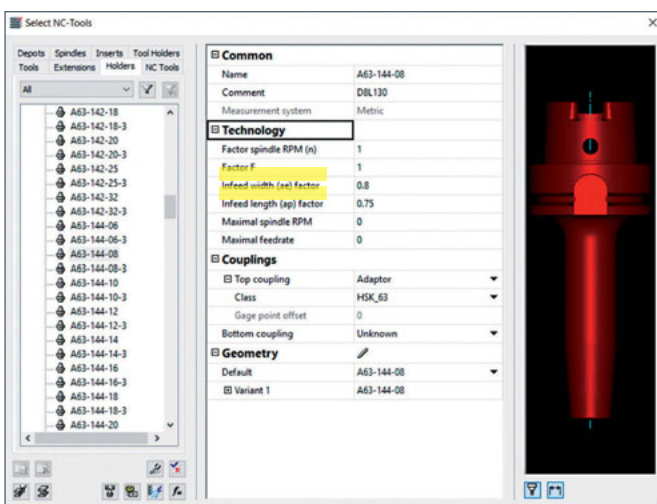 Select NC-Tools
Depots Spindles Inserts Tool Holders
Tools Extensions Holders NC Tools
All
A63-142-18
A63-142-18-3
A63-142-20
A63-142-20-3
A63-142-25
A63-142-25-3
A63-142-32
A63-142-32-3
A63-144-06
A63-144-06-3
A63-144-08
A63-144-08-3
A63-144-10
A63-144-10-3
A63-144-12
A63-144-12-3
A63-144-14
A63-144-14-3
A63-144-16
A63-144-16-3
A63-144-18
A63-144-18-3
A63-144-20
Common
Name A63-144-08
Comment D8L130
Measurement system Metric
Technology
Factor spindle RPM (n) 1
Factor F 1
Infeed width (ae) factor 0.8
Infeed length (ap) factor 0.75
Maximal spindle RPM 0
Maximal feedrate 0
Couplings
Top coupling Adaptor
Class HSK_63
Gage point offset 0
Bottom coupling Unknown
Geometry
Default A63-144-08
Variant 1 A63-144-08